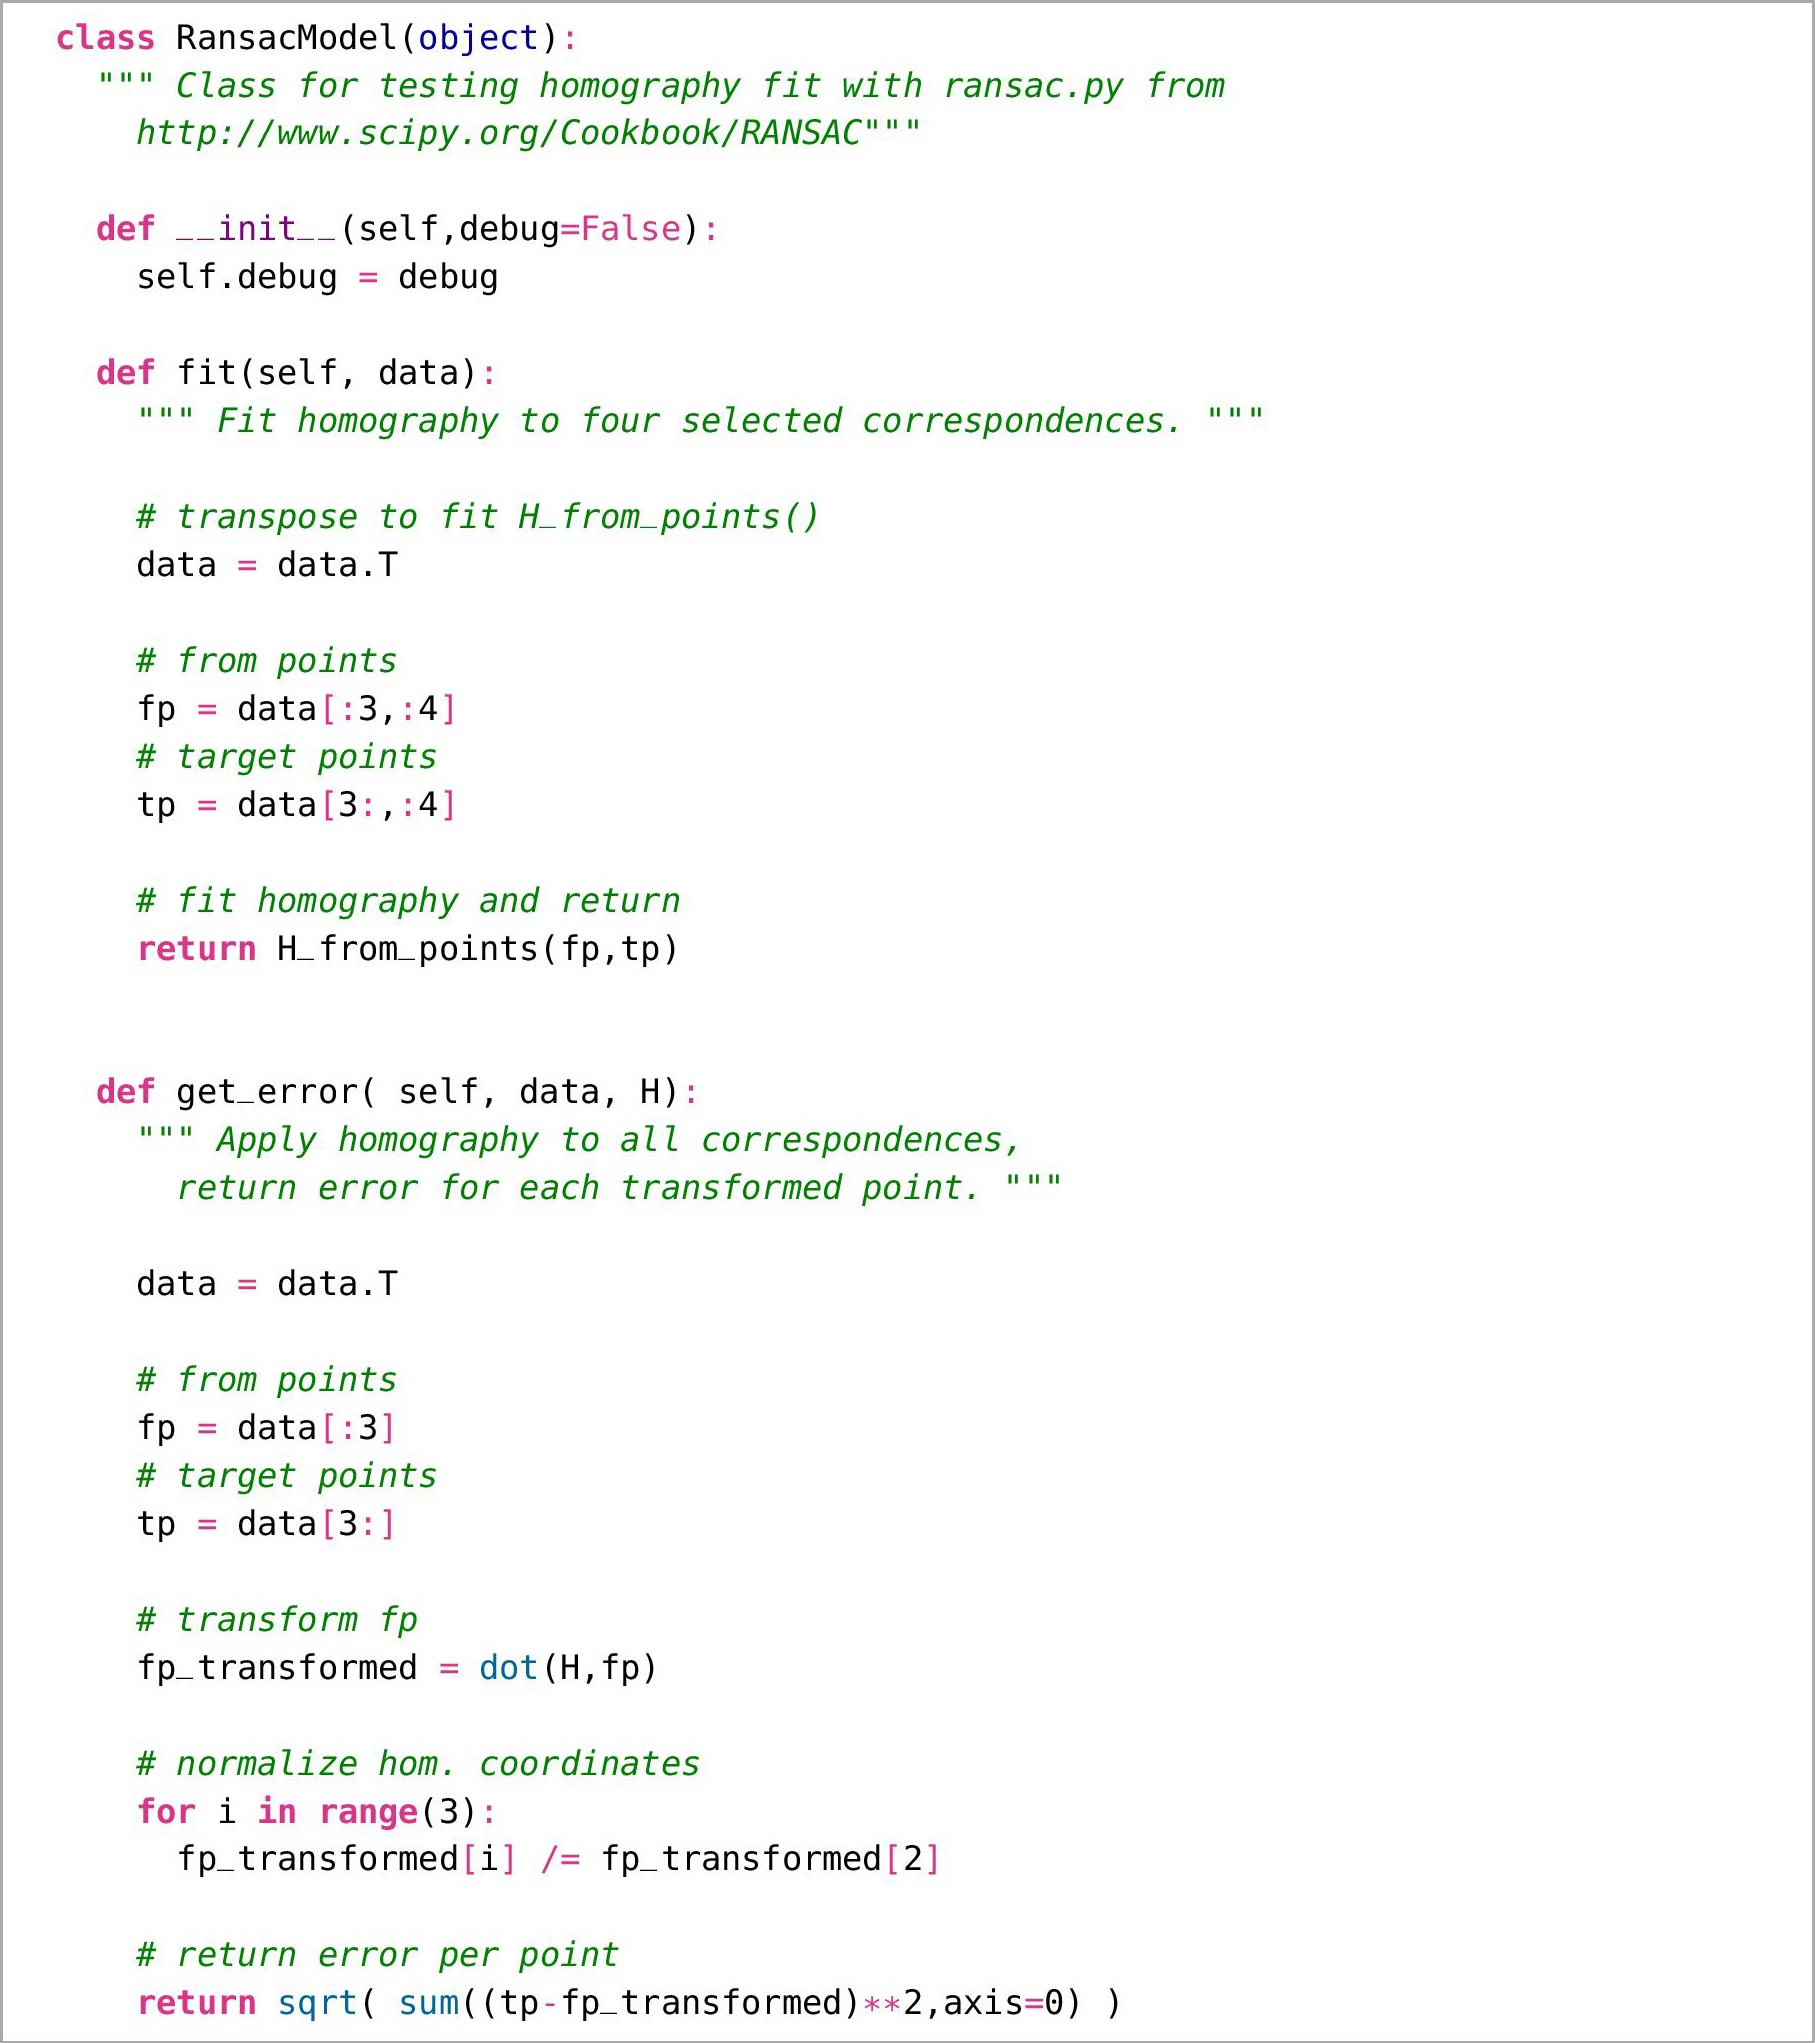 class RansacModel(object):
  """ Class for testing homography fit with ransac.py from
    http://www.scipy.org/Cookbook/RANSAC"""

  def __init__(self,debug=False):
    self.debug = debug

  def fit(self, data):
    """ Fit homography to four selected correspondences. """

    # transpose to fit H_from_points()
    data = data.T

    # from points
    fp = data[:3,:4]
    # target points
    tp = data[3:,:4]

    # fit homography and return
    return H_from_points(fp,tp)


  def get_error( self, data, H):
    """ Apply homography to all correspondences,
      return error for each transformed point. """

    data = data.T

    # from points
    fp = data[:3]
    # target points
    tp = data[3:]

    # transform fp
    fp_transformed = dot(H,fp)

    # normalize hom. coordinates
    for i in range(3):
      fp_transformed[i] /= fp_transformed[2]

    # return error per point
    return sqrt( sum((tp-fp_transformed)**2,axis=0) )